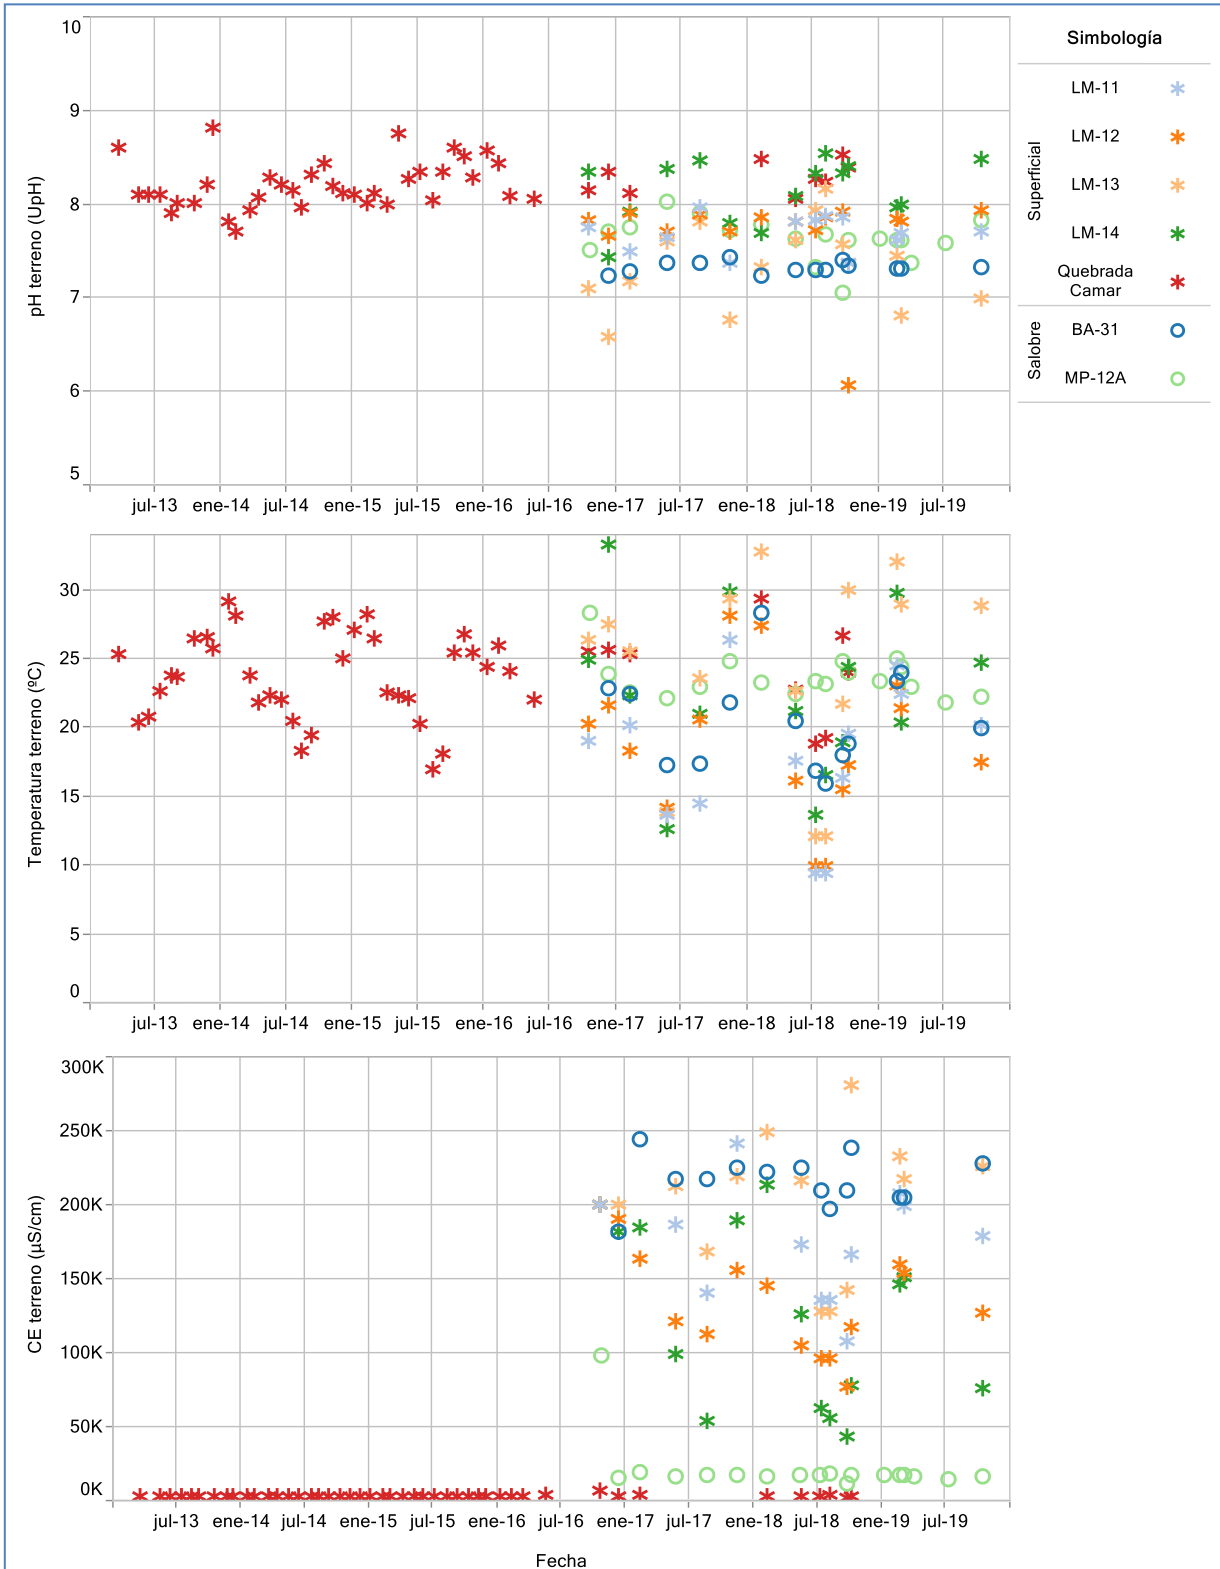 10
9
8
7
6
5
pH terreno (UpH)
jul-13 ene-14 jul-14 ene-15 jul-15 ene-16 jul-16 ene-17 jul-17 ene-18 jul-18 ene-19 jul-19
Simbología
Superficial
LM-11
LM-12
LM-13
LM-14
Quebrada
Camar
Salobre
BA-31
MP-12A
30
25
20
15
10
5
0
Temperatura terreno (ºC)
jul-13 ene-14 jul-14 ene-15 jul-15 ene-16 jul-16 ene-17 jul-17 ene-18 jul-18 ene-19 jul-19
300K
250K
200K
150K
100K
50K
0K
CE terreno (µS/cm)
jul-13 ene-14 jul-14 ene-15 jul-15 ene-16 jul-16 ene-17 jul-17 ene-18 jul-18 ene-19 jul-19
Fecha